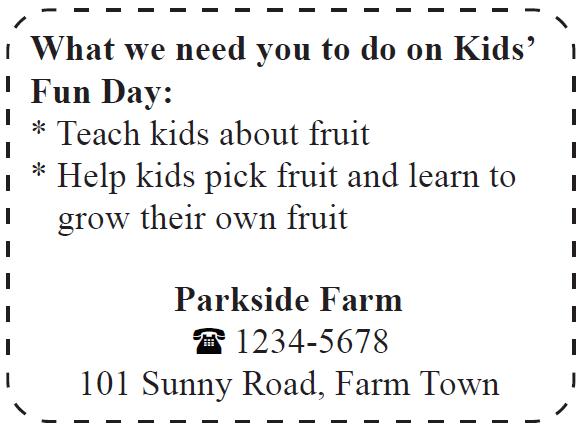 What we need you to do on Kids’
Fun Day:
* Teach kids about fruit
* Help kids pick fruit and learn to
grow their own fruit
Parkside Farm
☎ 1234-5678
101 Sunny Road, Farm Town